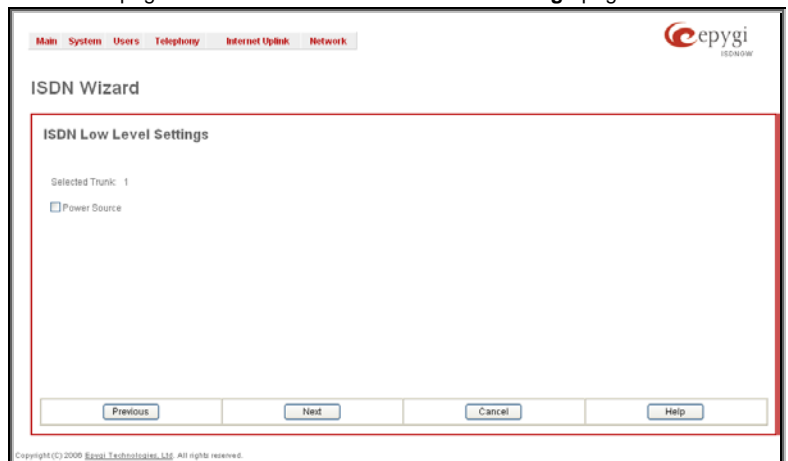 Main System Users Telephony Internet Uplink Network
epygi
ISDNGW
ISDN Wizard
ISDN Low Level Settings
Selected Trunk: 1
Power Source
Previous Next Cancel Help
Copyright (C) 2006 Epygi Technologies, Ltd. All rights reserved.